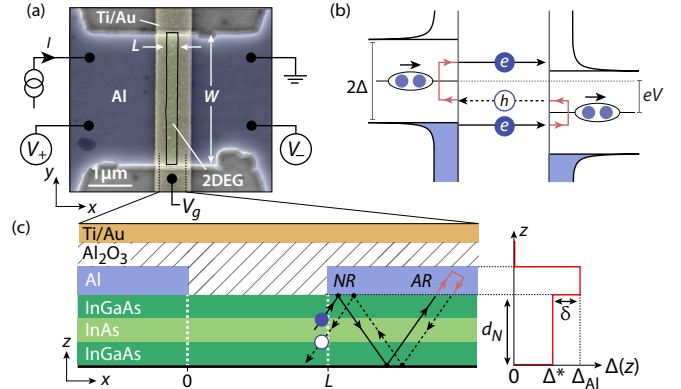 (a)
Ti/Au
I
L
W
Al
V+
V−
1μm
2DEG
y
x
Vg
(b)
e
2Δ
h
eV
e
(c)
Ti/Au
Al2O3
Al
NR
AR
InGaAs
InAs
InGaAs
z
x
0
L
z
dN
δ
0
Δ*
ΔAl
Δ(z)